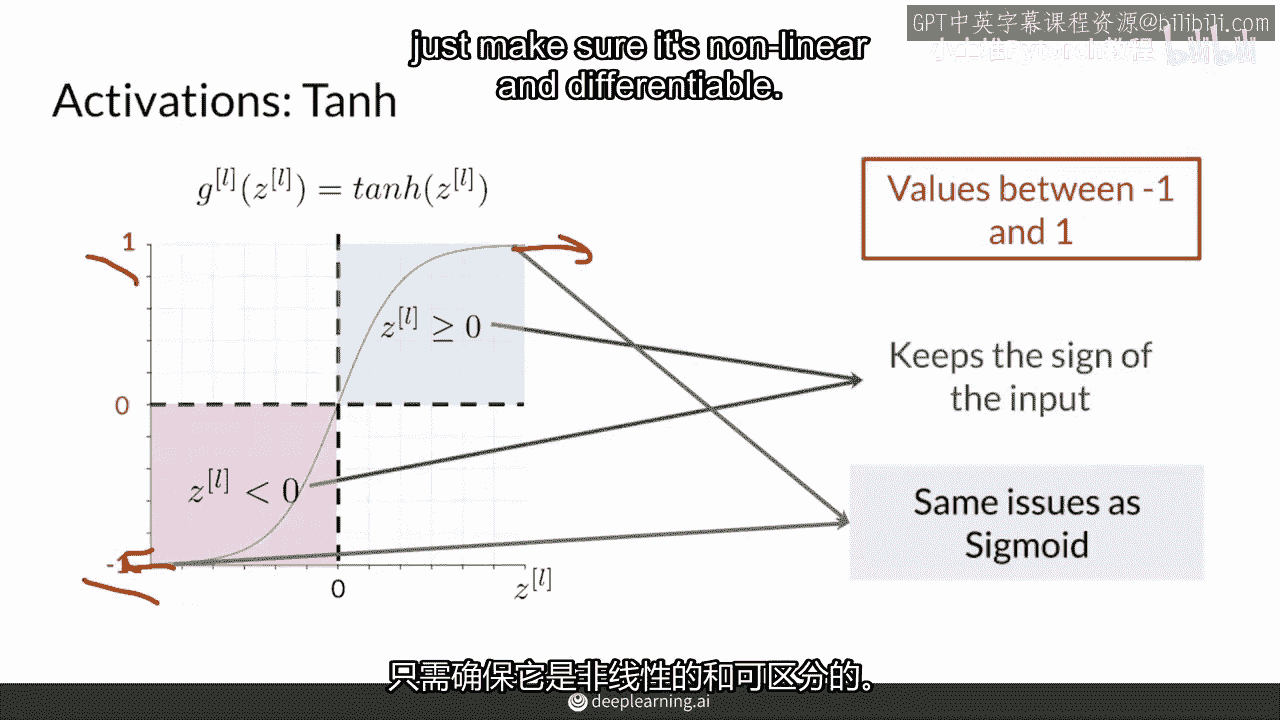 GPT中英字幕课程资源@bilibili.com
just make sure it's non-linear
and differentiable.
bilibili
Activations: Tanh
g^{[l]}(z^{[l]}) = tanh(z^{[l]})
Values between -1
and 1
1
z^{[l]} ≥ 0
Keeps the sign of
the input
0
z^{[l]} < 0
Same issues as
Sigmoid
-1
0
z^{[l]}
只需确保它是非线性的和可区分的。
deeplearning.ai